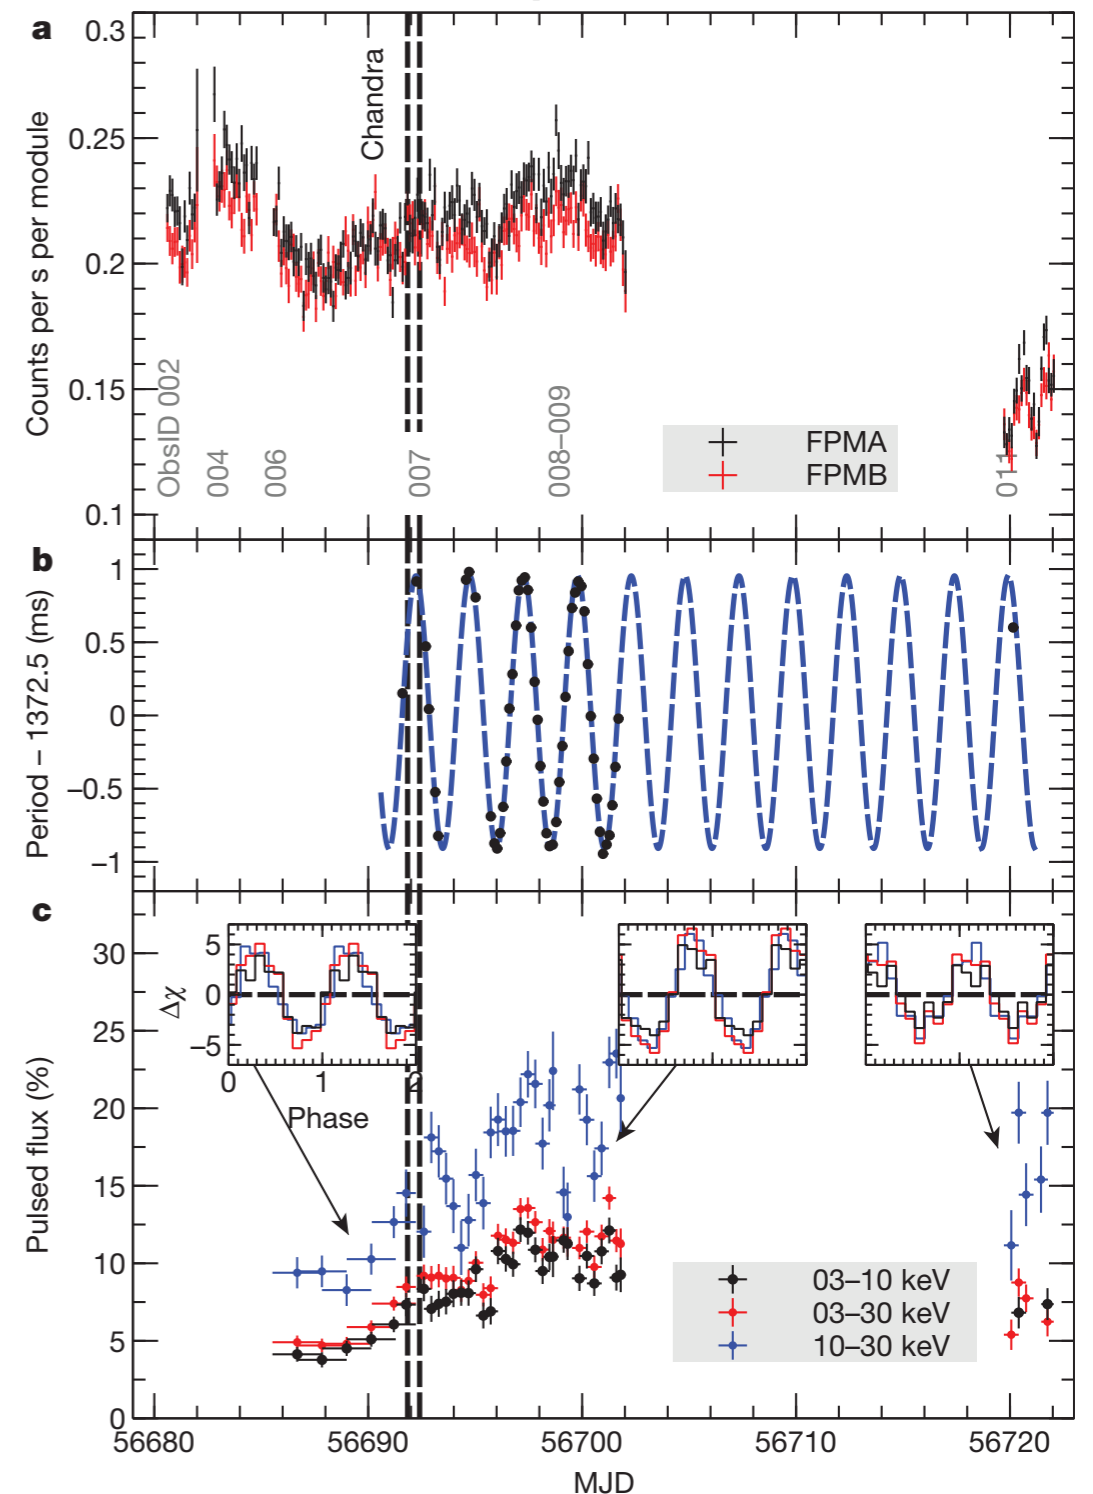 a
0.3
0.25
0.2
0.15
0.1
Counts per s per module
Chandra
ObsID 002
004
006
007
008–009
011
FPMA
FPMB
b
1
0.5
0
−0.5
−1
Period − 1372.5 (ms)
c
30
25
20
15
10
5
0
Pulsed flux (%)
5
0
−5
Δχ
0
1
2
Phase
03–10 keV
03–30 keV
10–30 keV
56680
56690
56700
56710
56720
MJD